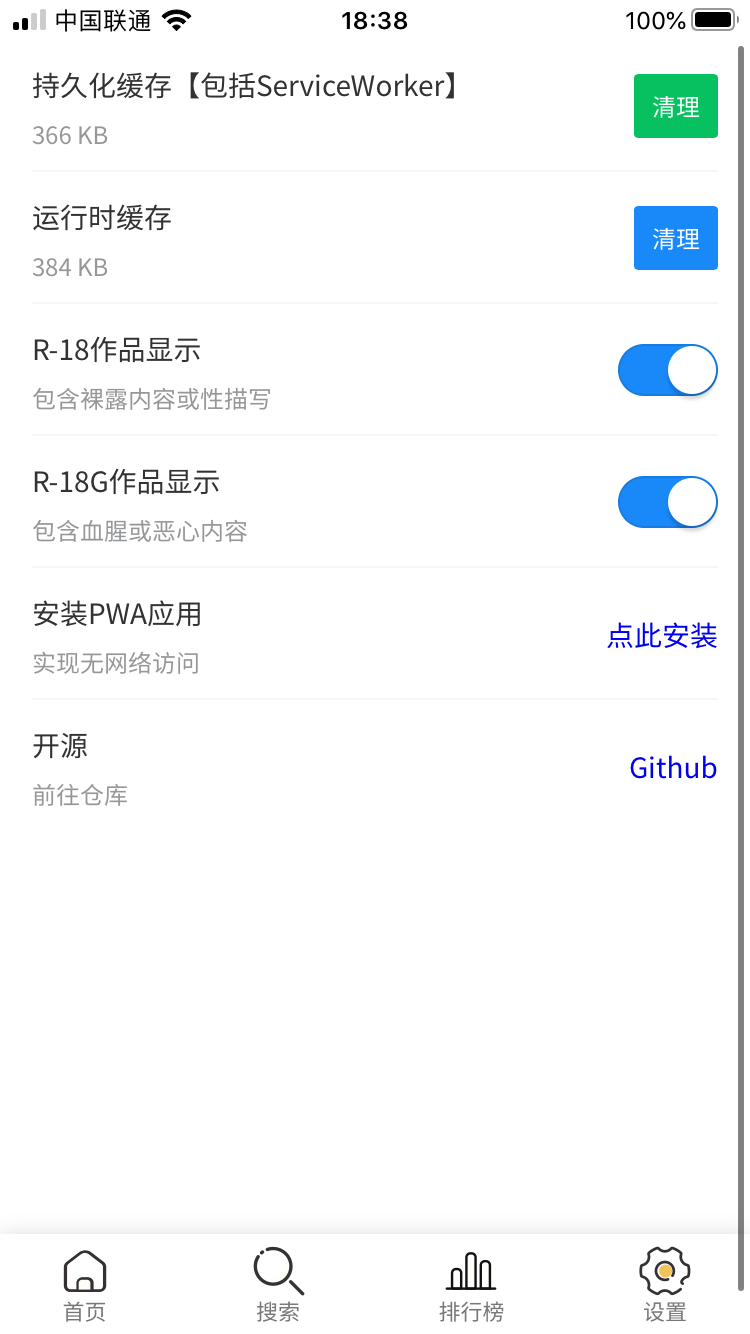 中国联通 18:38 100%
持久化缓存【包括ServiceWorker】
清理
366 KB
运行时缓存
清理
384 KB
R-18作品显示
包含裸露内容或性描写
R-18G作品显示
包含血腥或恶心内容
安装PWA应用
点此安装
实现无网络访问
开源
Github
前往仓库
首页 搜索 排行榜 设置